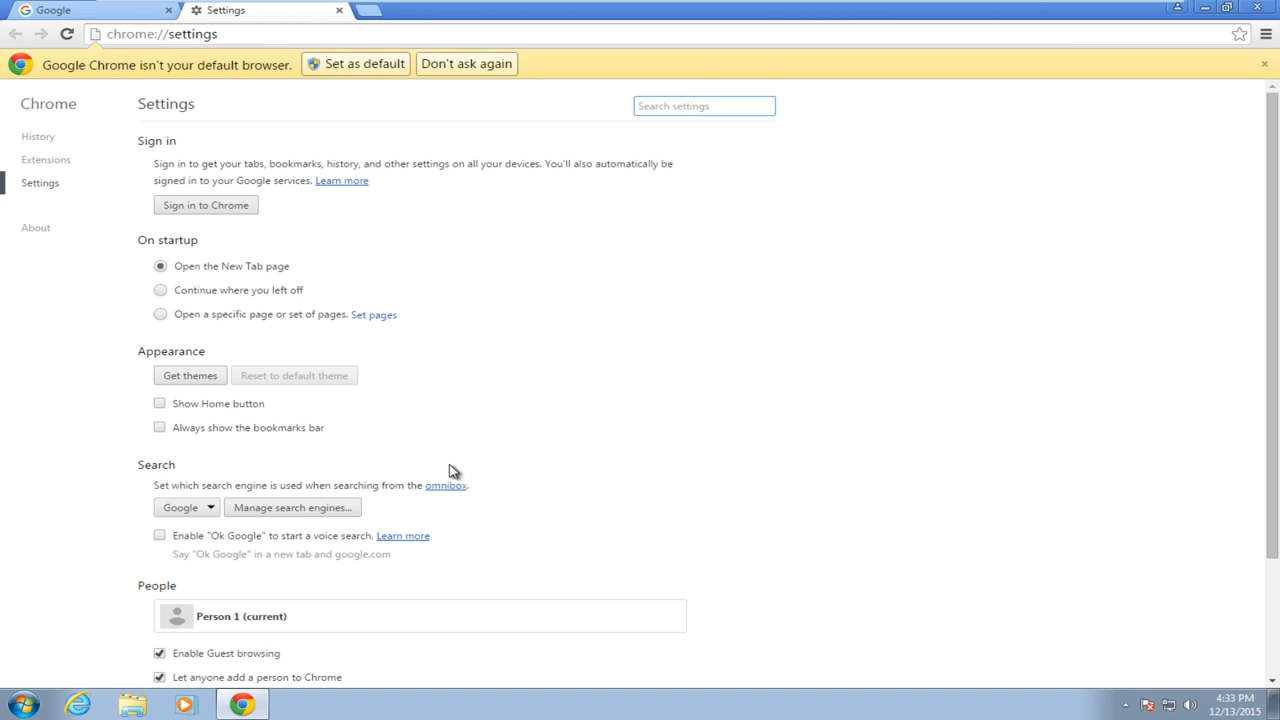 Google
Settings
chrome://settings
Google Chrome isn't your default browser.
Set as default
Don't ask again
Chrome
Settings
Search settings
History
Extensions
Settings
About
Sign in
Sign in to get your tabs, bookmarks, history, and other settings on all your devices. You'll also automatically be
signed in to your Google services. Learn more
Sign in to Chrome
On startup
Open the New Tab page
Continue where you left off
Open a specific page or set of pages. Set pages
Appearance
Get themes
Reset to default theme
Show Home button
Always show the bookmarks bar
Search
Set which search engine is used when searching from the omnibox.
Google
Manage search engines...
Enable "Ok Google" to start a voice search. Learn more
Say "Ok Google" in a new tab and google.com
People
Person 1 (current)
Enable Guest browsing
Let anyone add a person to Chrome
4:33 PM
12/13/2015